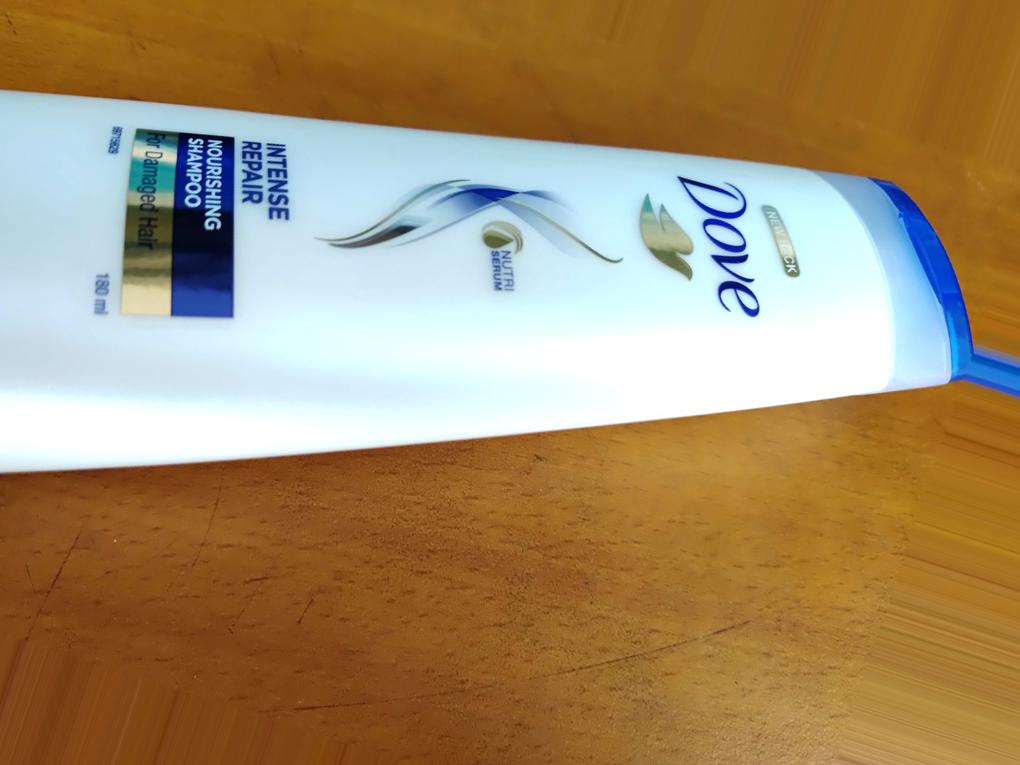 NEW PACK
Dove
NUTRI
SERUM
INTENSE
REPAIR
NOURISHING
SHAMPOO
For Damaged Hair
180 ml